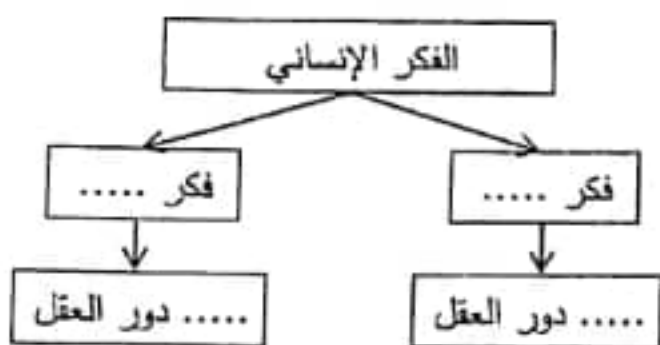 الفكر الإنساني
فكر .....
فكر .....
..... دور العقل
..... دور العقل